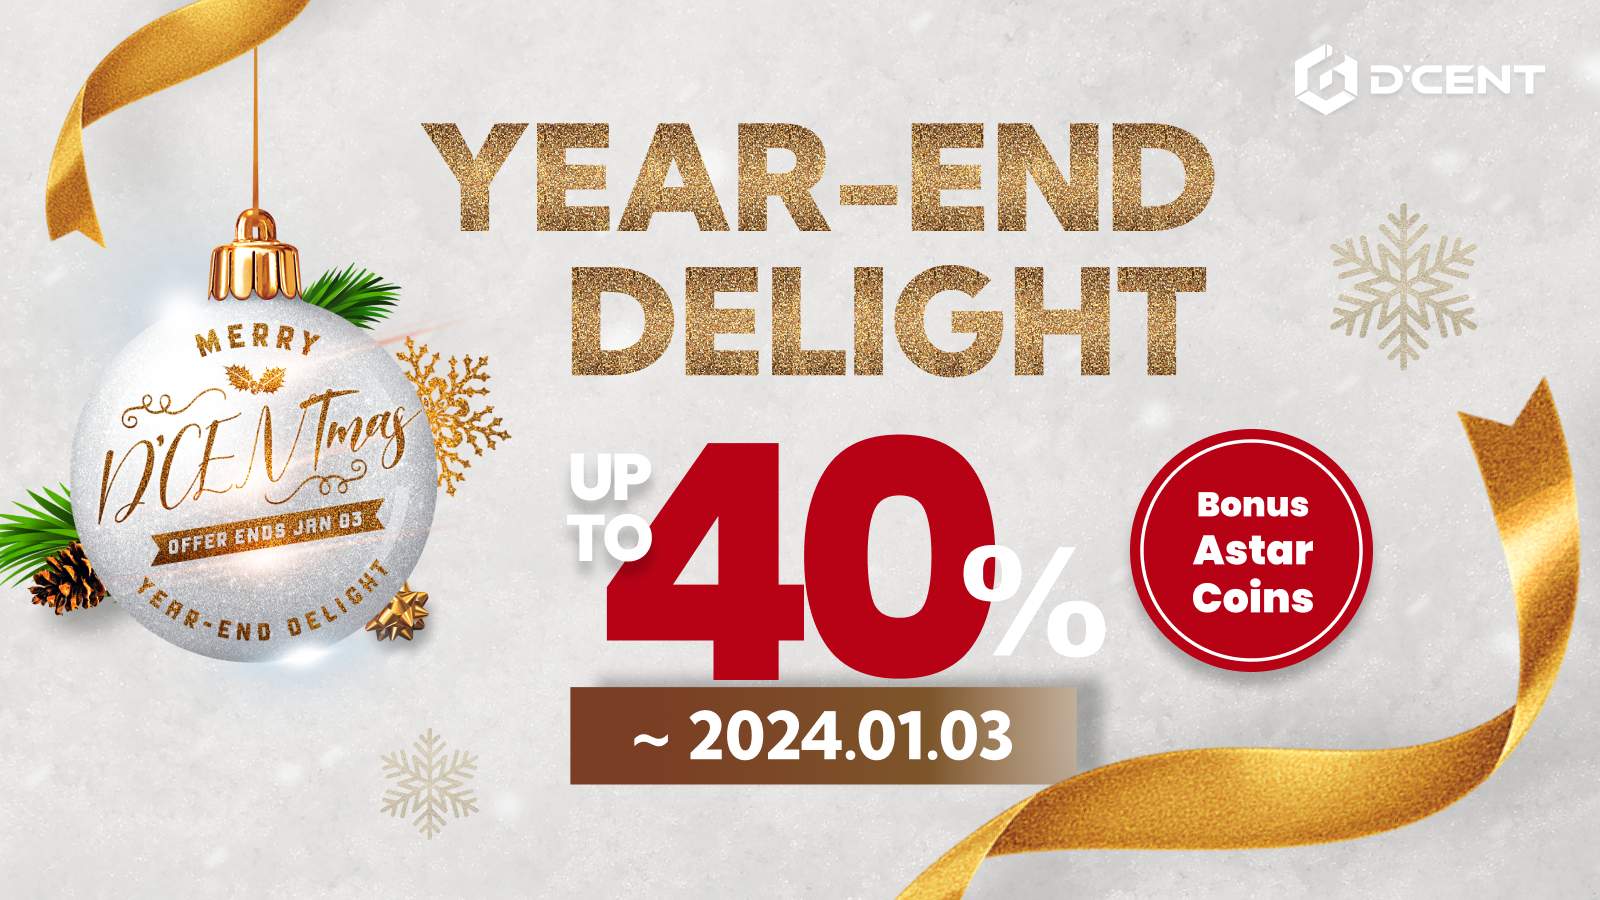 D'CENT
YEAR-END
DELIGHT
MERRY
D'CENTmas
OFFER ENDS JAN 03
YEAR-END DELIGHT
UP
TO
40%
Bonus
Astar
Coins
~ 2024.01.03